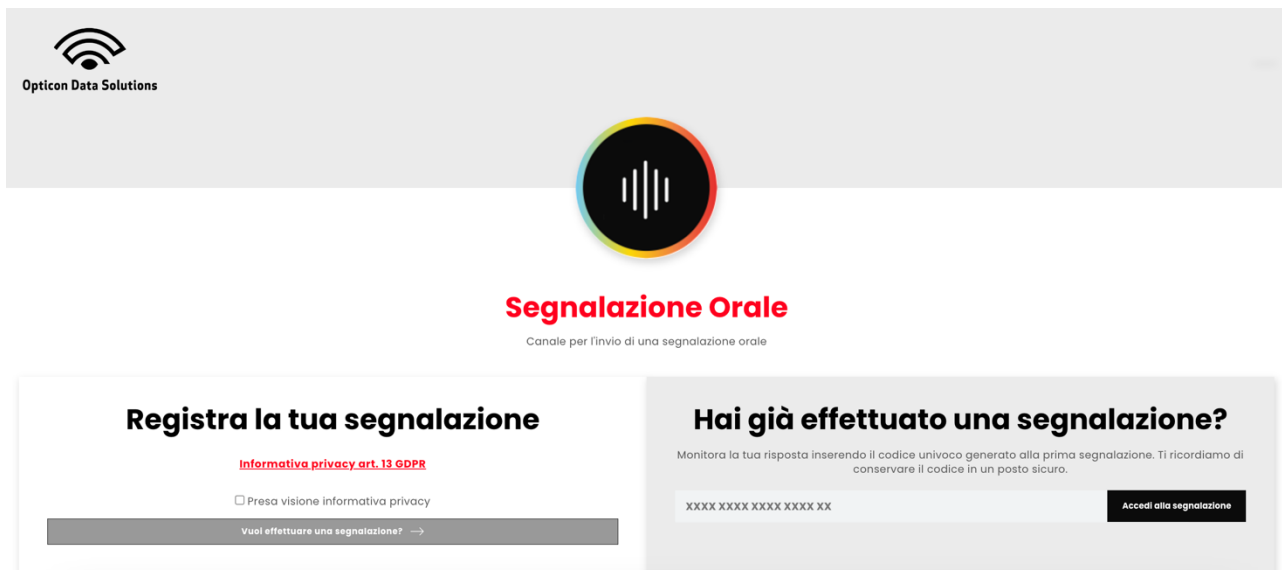 Opticon Data Solutions
Segnalazione Orale
Canale per l'invio di una segnalazione orale
Registra la tua segnalazione
Informativa privacy art. 13 GDPR
Presa visione informativa privacy
Vuoi effettuare una segnalazione? →
Hai già effettuato una segnalazione?
Monitora la tua risposta inserendo il codice univoco generato alla prima segnalazione. Ti ricordiamo di
conservare il codice in un posto sicuro.
XXXX XXXX XXXX XXXX XX
Accedi alla segnalazione